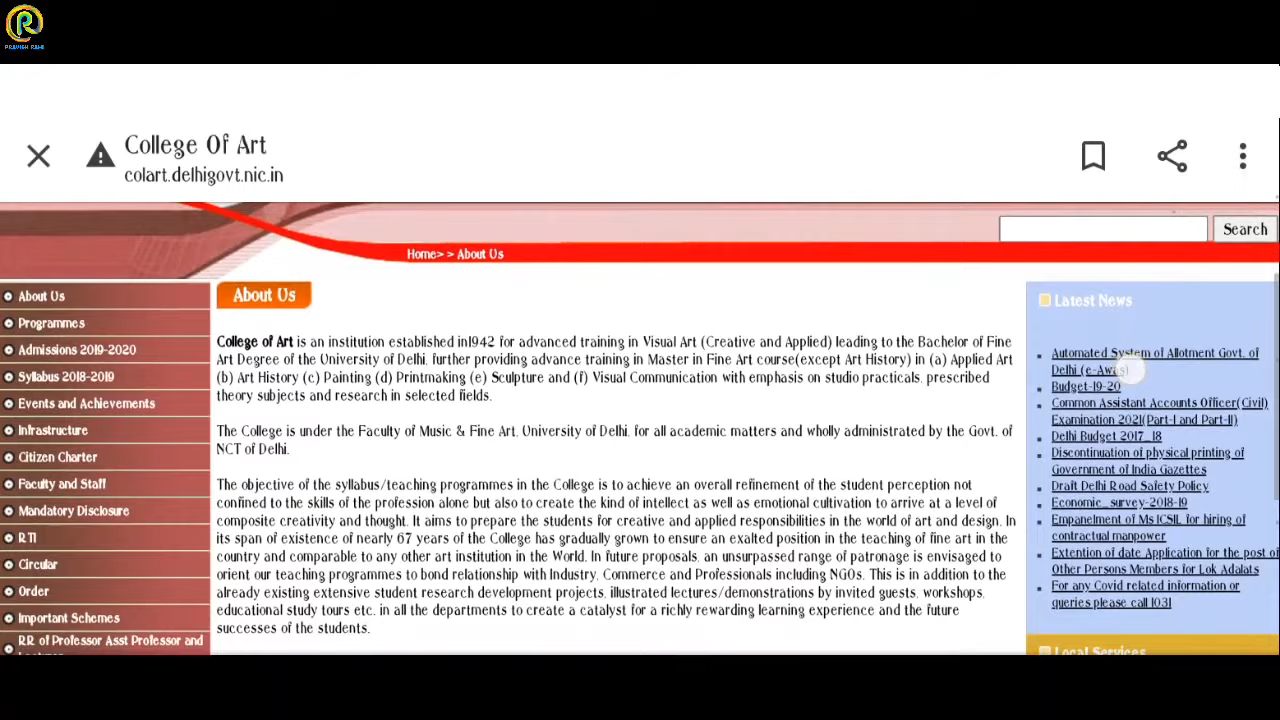 PRAVISH RAHI
College Of Art
colart.delhigovt.nic.in
Search
Home> > About Us
About Us
Programmes
Admissions 2019-2020
Syllabus 2018-2019
Events and Achievements
Infrastructure
Citizen Charter
Faculty and Staff
Mandatory Disclosure
RTI
Circular
Order
Important Schemes
R.R. of Professor Asst Professor and
About Us
College of Art is an institution established in1942 for advanced training in Visual Art (Creative and Applied) leading to the Bachelor of Fine
Art Degree of the University of Delhi, further providing advance training in Master in Fine Art course(except Art History) in (a) Applied Art
(b) Art History (c) Painting (d) Printmaking (e) Sculpture and (f) Visual Communication with emphasis on studio practicals, prescribed
theory subjects and research in selected fields.
The College is under the Faculty of Music & Fine Art, University of Delhi, for all academic matters and wholly administrated by the Govt. of
NCT of Delhi.
The objective of the syllabus/teaching programmes in the College is to achieve an overall refinement of the student perception not
confined to the skills of the profession alone but also to create the kind of intellect as well as emotional cultivation to arrive at a level of
composite creativity and thought. It aims to prepare the students for creative and applied responsibilities in the world of art and design. In
its span of existence of nearly 67 years of the College has gradually grown to ensure an exalted position in the teaching of fine art in the
country and comparable to any other art institution in the World. In future proposals, an unsurpassed range of patronage is envisaged to
orient our teaching programmes to bond relationship with Industry, Commerce and Professionals including NGOs. This is in addition to the
already existing extensive student research development projects, illustrated lectures/demonstrations by invited guests, workshops,
educational study tours etc. in all the departments to create a catalyst for a richly rewarding learning experience and the future
successes of the students.
Latest News
Automated System of Allotment Govt. of
Delhi (e-Awas)
Budget-19-20
Common Assistant Accounts Officer(Civil)
Examination 2021(Part-I and Part-II)
Delhi Budget 2017_18
Discontinuation of physical printing of
Government of India Gazettes
Draft Delhi Road Safety Policy
Economic_survey-2018-19
Empanelment of Ms ICSIL for hiring of
contractual manpower
Extention of date Application for the post of
Other Persons Members for Lok Adalats
For any Covid related information or
queries please call 1031
Local Services